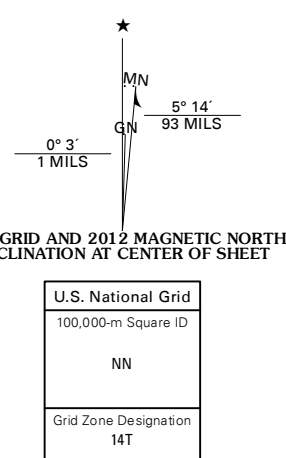 ★
MN
5° 14´
93 MILS
GN
0° 3´
1 MILS
GRID AND 2012 MAGNETIC NORTH
CLINATION AT CENTER OF SHEET
U.S. National Grid
100,000-m Square ID
NN
Grid Zone Designation
14T